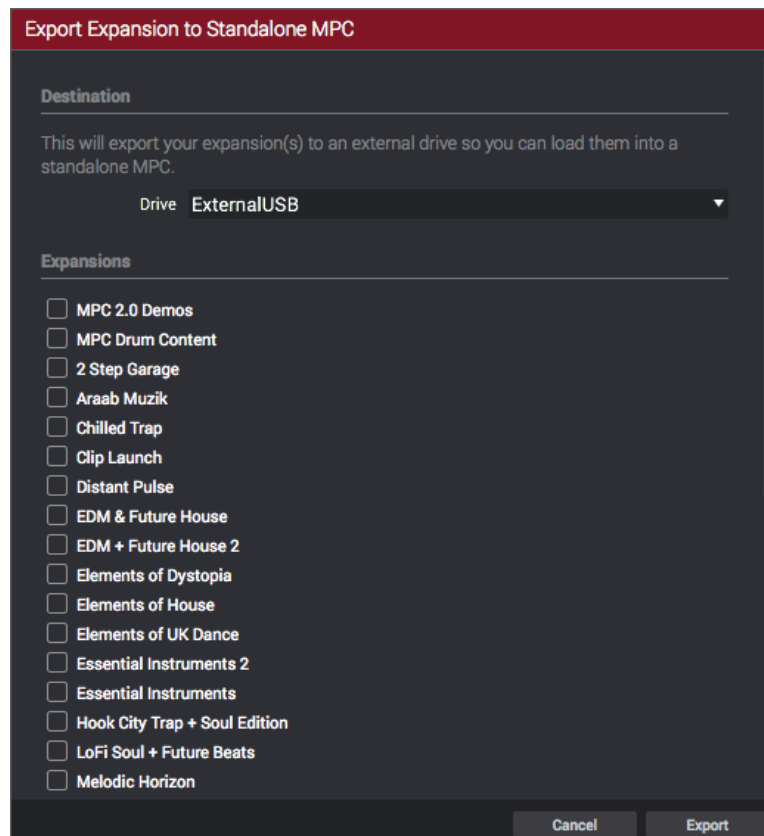 Export Expansion to Standalone MPC
Destination
This will export your expansion(s) to an external drive so you can load them into a
standalone MPC.
Drive ExternalUSB
Expansions
MPC 2.0 Demos
MPC Drum Content
2 Step Garage
Araab Muzik
Chilled Trap
Clip Launch
Distant Pulse
EDM & Future House
EDM + Future House 2
Elements of Dystopia
Elements of House
Elements of UK Dance
Essential Instruments 2
Essential Instruments
Hook City Trap + Soul Edition
LoFi Soul + Future Beats
Melodic Horizon
Cancel Export